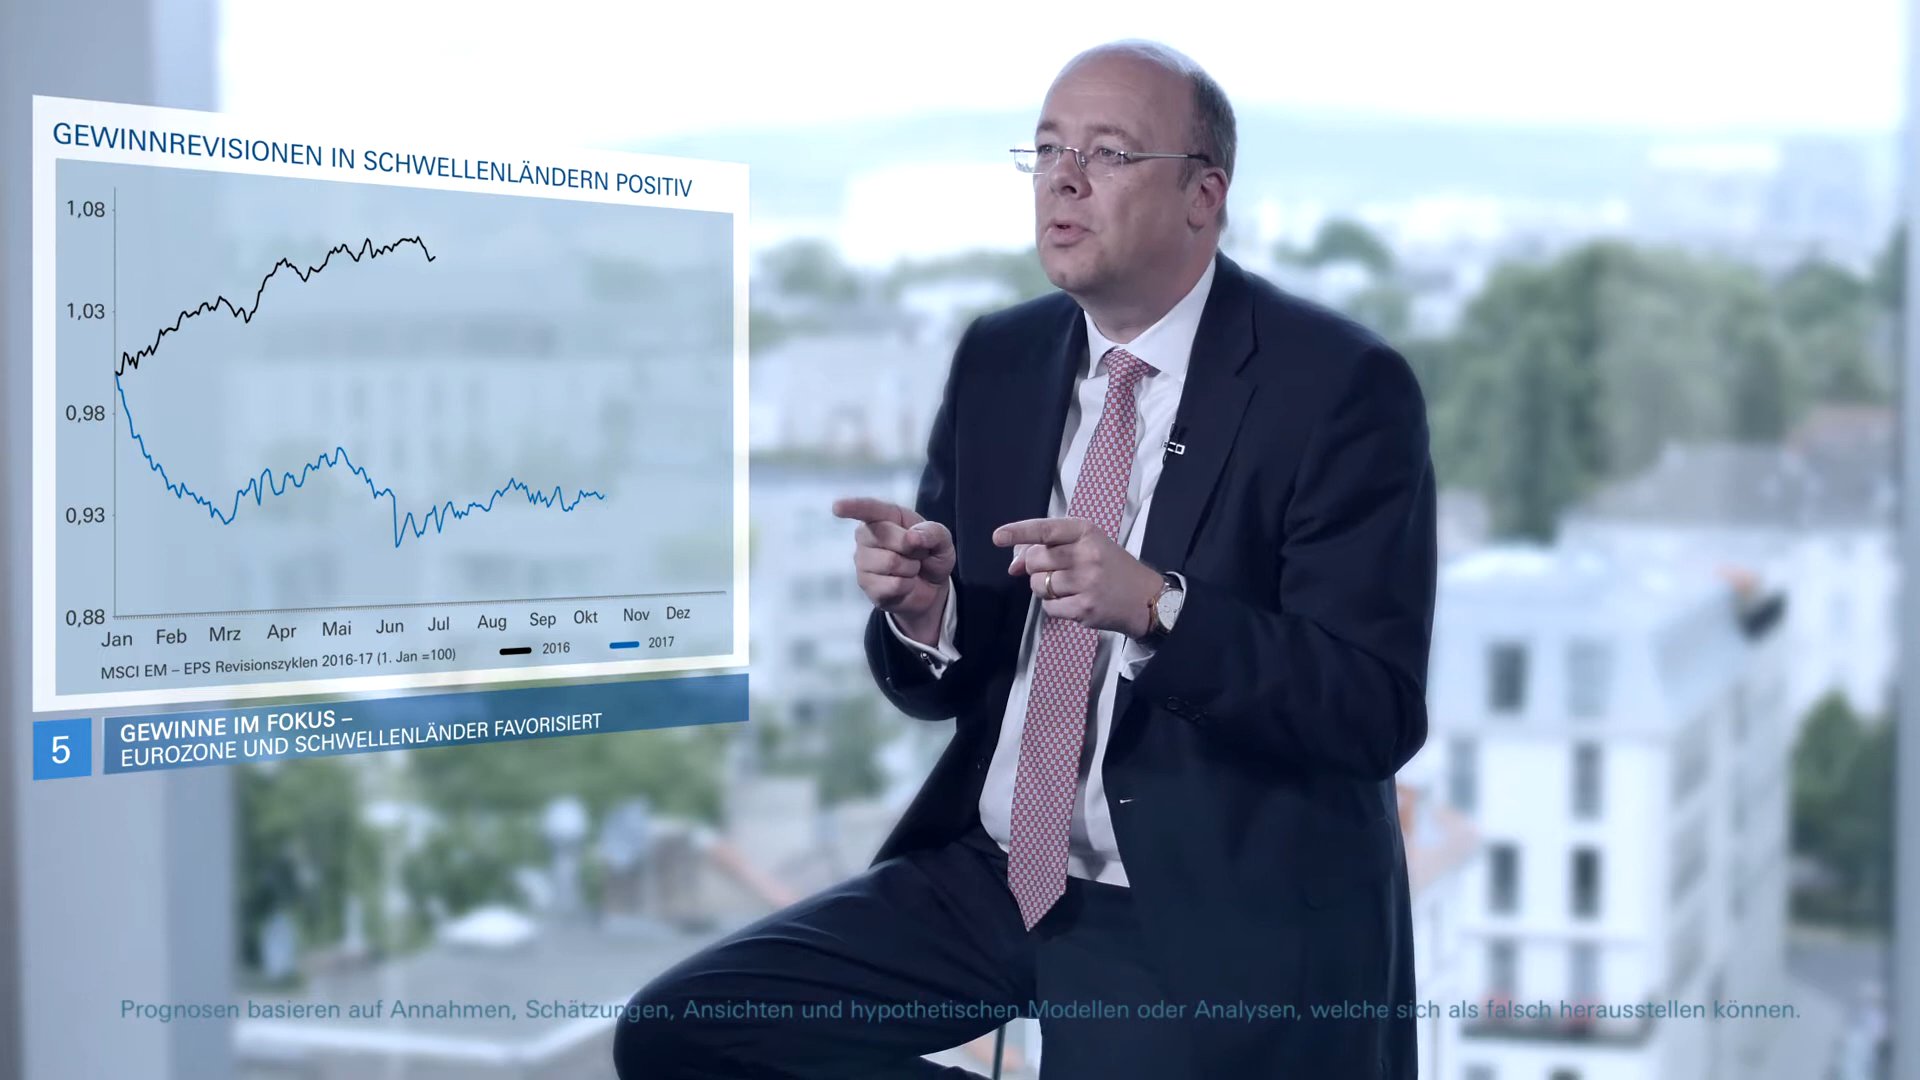 GEWINNREVISIONEN IN SCHWELLENLÄNDERN POSITIV
1,08
1,03
0,98
0,93
0,88
Jan Feb Mrz Apr Mai Jun Jul Aug Sep Okt Nov Dez
MSCI EM – EPS Revisionszyklen 2016-17 (1. Jan =100) 2016 2017
5
GEWINNE IM FOKUS –
EUROZONE UND SCHWELLENLÄNDER FAVORISIERT
Prognosen basieren auf Annahmen, Schätzungen, Ansichten und hypothetischen Modellen oder Analysen, welche sich als falsch herausstellen können.